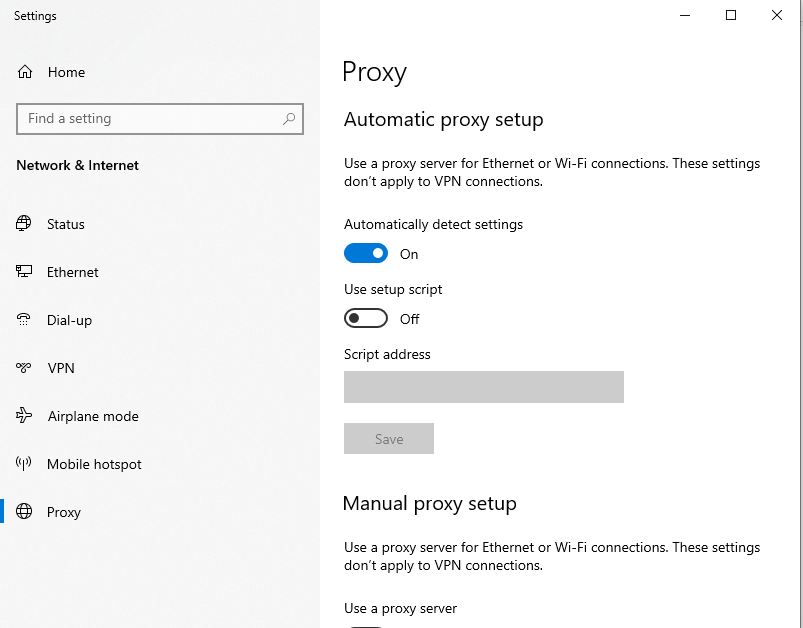 Settings
Home
Find a setting
Network & Internet
Status
Ethernet
Dial-up
VPN
Airplane mode
Mobile hotspot
Proxy
Proxy
Automatic proxy setup
Use a proxy server for Ethernet or Wi-Fi connections. These settings
don't apply to VPN connections.
Automatically detect settings
On
Use setup script
Off
Script address
Save
Manual proxy setup
Use a proxy server for Ethernet or Wi-Fi connections. These settings
don't apply to VPN connections.
Use a proxy server